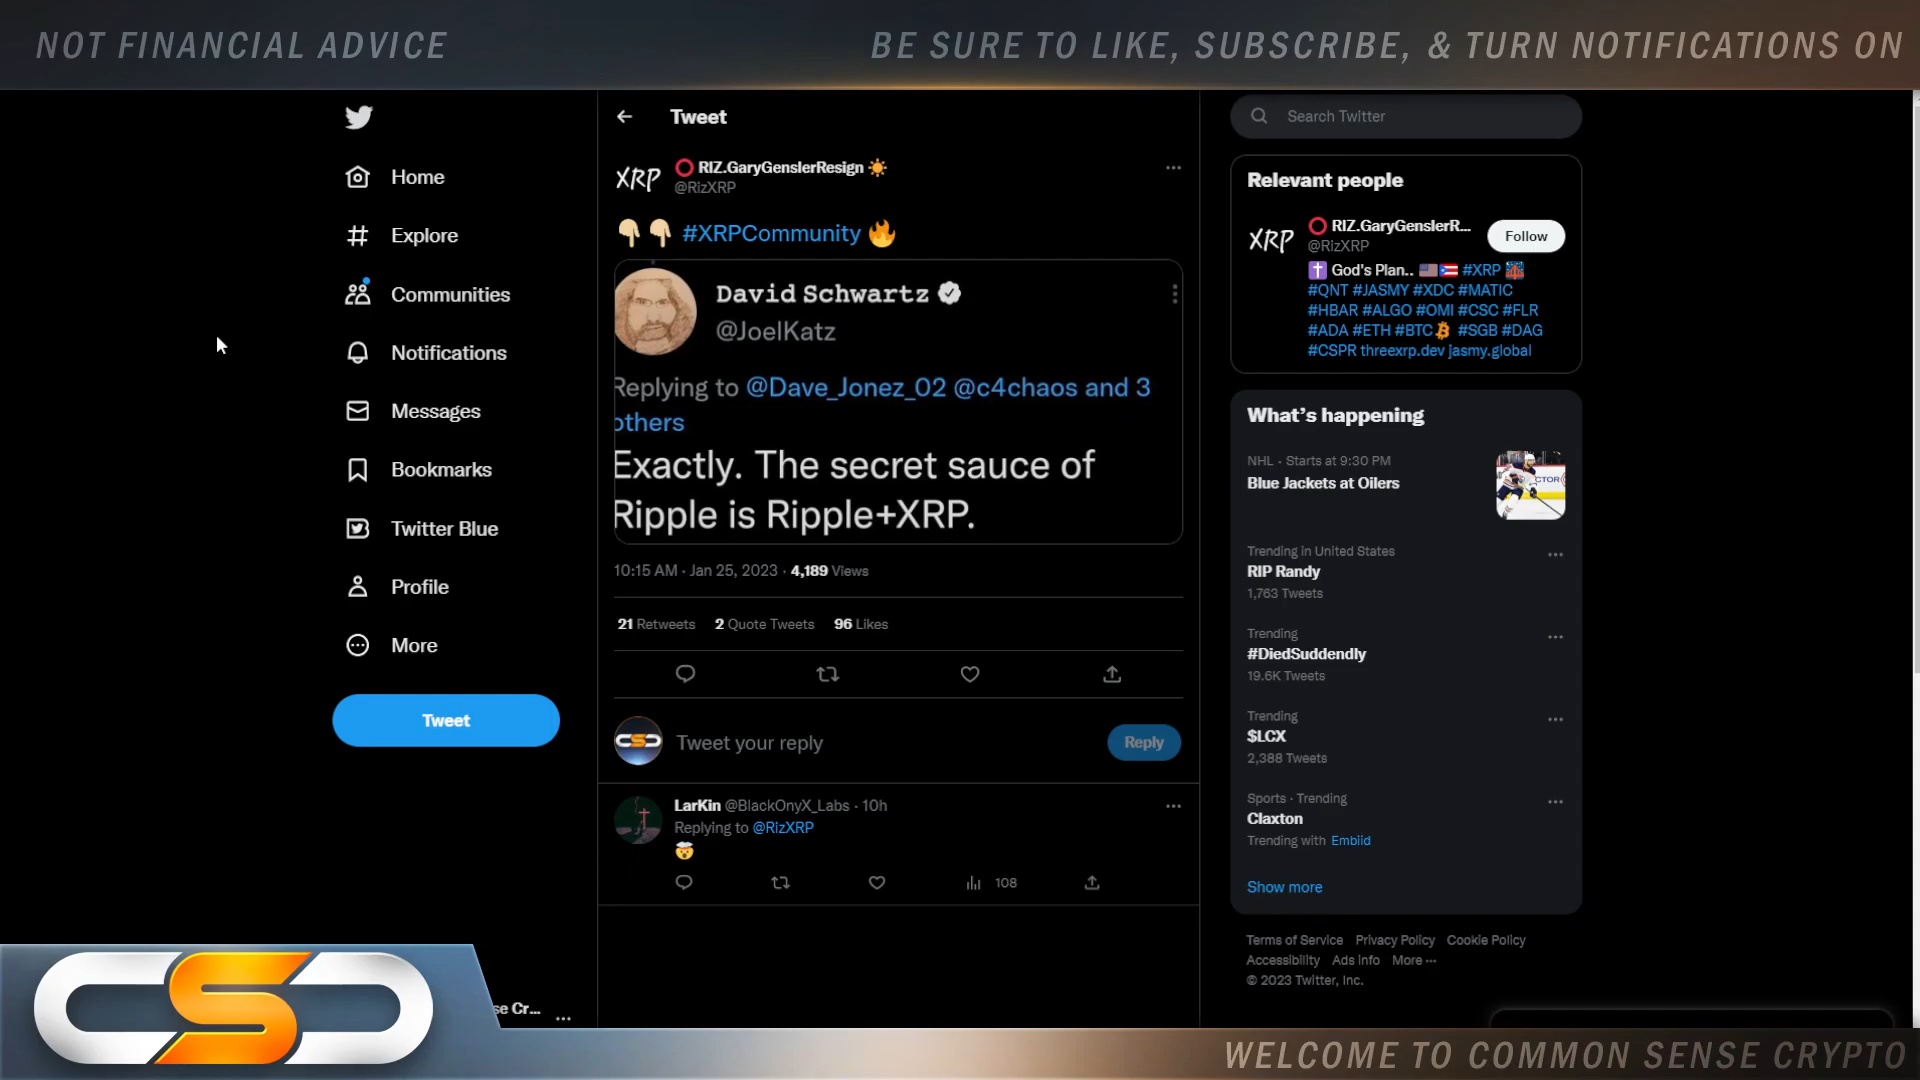 NOT FINANCIAL ADVICE
BE SURE TO LIKE, SUBSCRIBE, & TURN NOTIFICATIONS ON
Home
Explore
Communities
Notifications
Messages
Bookmarks
Twitter Blue
Profile
More
Tweet
se Cr...
Tweet
XRP
RIZ.GaryGenslerResign
@RizXRP
#XRPCommunity
David Schwartz
@JoelKatz
Replying to @Dave_Jonez_02 @c4chaos and 3
others
Exactly. The secret sauce of
Ripple is Ripple+XRP.
10:15 AM · Jan 25, 2023 · 4,189 Views
21 Retweets 2 Quote Tweets 96 Likes
CSC
Tweet your reply
Reply
LarKin @BlackOnyX_Labs · 10h
Replying to @RizXRP
108
Search Twitter
Relevant people
XRP
RIZ.GaryGenslerR...
@RizXRP
Follow
God's Plan.. #XRP
#QNT #JASMY #XDC #MATIC
#HBAR #ALGO #OMI #CSC #FLR
#ADA #ETH #BTC #SGB #DAG
#CSPR threexrp.dev jasmy.global
What's happening
NHL · Starts at 9:30 PM
Blue Jackets at Oilers
Trending in United States
RIP Randy
1,763 Tweets
Trending
#DiedSuddendly
19.6K Tweets
Trending
$LCX
2,388 Tweets
Sports · Trending
Claxton
Trending with Embiid
Show more
Terms of Service Privacy Policy Cookie Policy
Accessibility Ads info More ···
© 2023 Twitter, Inc.
CSC
WELCOME TO COMMON SENSE CRYPTO